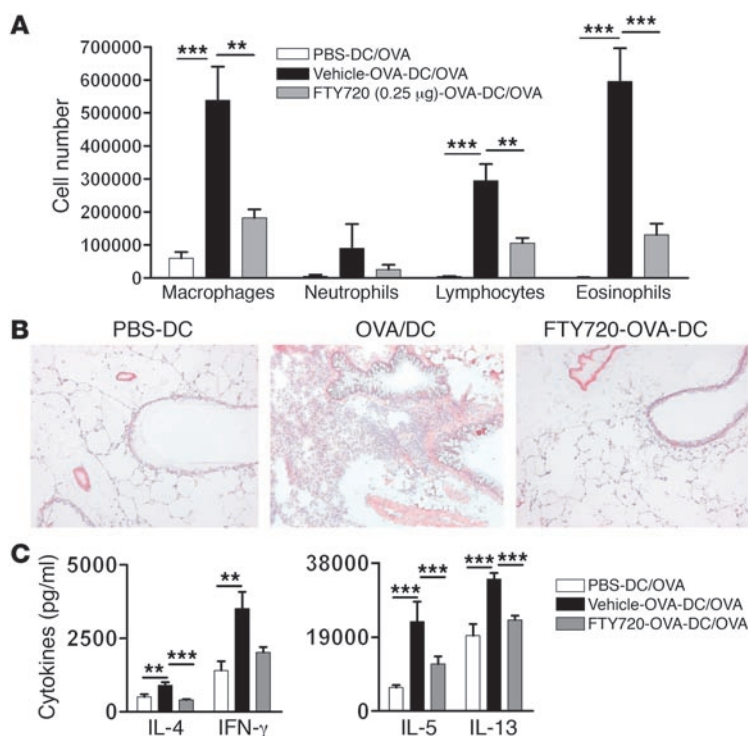 A
*** ** *** ** *** ***
700000
600000
500000
400000
300000
200000
100000
0
Cell number
PBS-DC/OVA
Vehicle-OVA-DC/OVA
FTY720 (0.25 µg)-OVA-DC/OVA
Macrophages Neutrophils Lymphocytes Eosinophils
B
PBS-DC OVA/DC FTY720-OVA-DC
C
Cytokines (pg/ml)
5000
2500
0
** *** **
IL-4 IFN-γ
38000
19000
0
*** *** *** ***
IL-5 IL-13
PBS-DC/OVA
Vehicle-OVA-DC/OVA
FTY720-OVA-DC/OVA